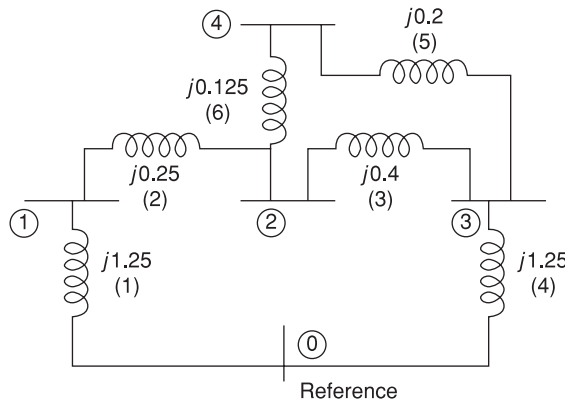 ④
j0.2
(5)
j0.125
(6)
j0.25
(2)
j0.4
(3)
①
②
③
j1.25
(1)
j1.25
(4)
⓪
Reference